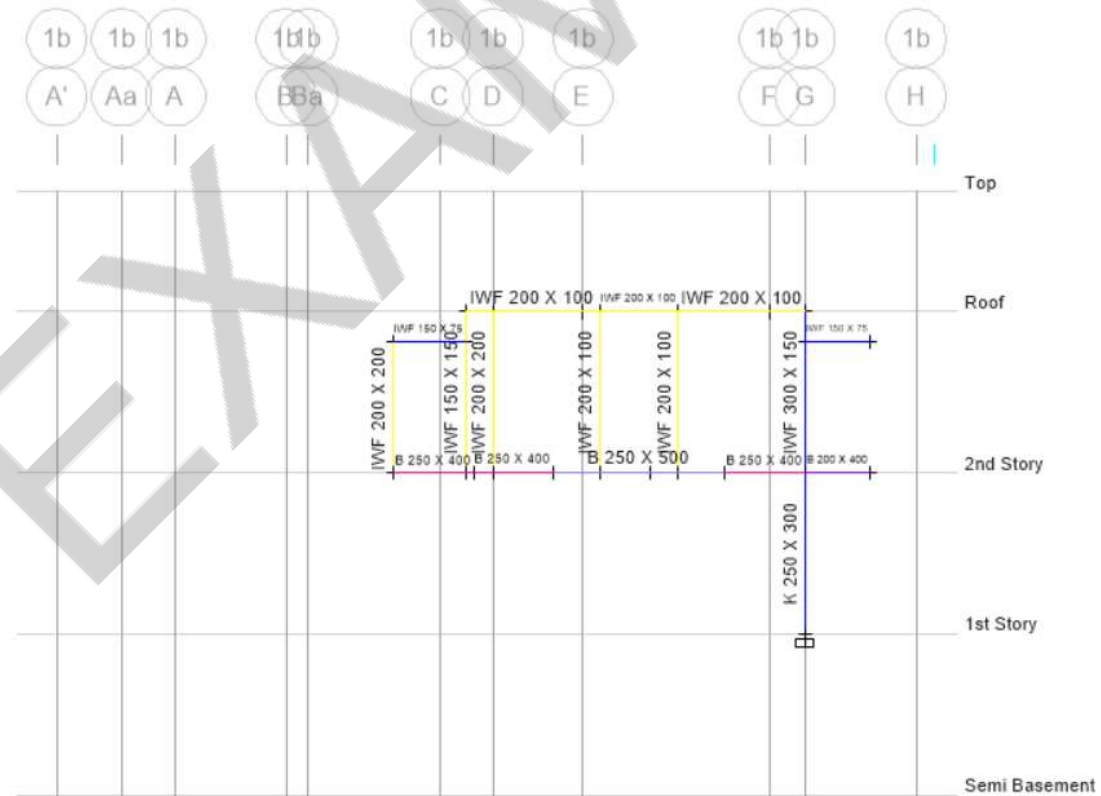 1b 1b 1b 1b 1b 1b 1b 1b 1b 1b 1b
A' Aa A B Ba C D E F G H
Top
IWF 200 X 100 IWF 200 X 100 IWF 200 X 100
Roof
IWF 150 X 75 IWF 150 X 75
IWF 200 X 200
IWF 150 X 150
IWF 200 X 200
IWF 200 X 100
IWF 200 X 100
IWF 300 X 150
B 250 X 400 B 250 X 400 B 250 X 500 B 250 X 400 B 200 X 400
2nd Story
K 250 X 300
1st Story
Semi Basement